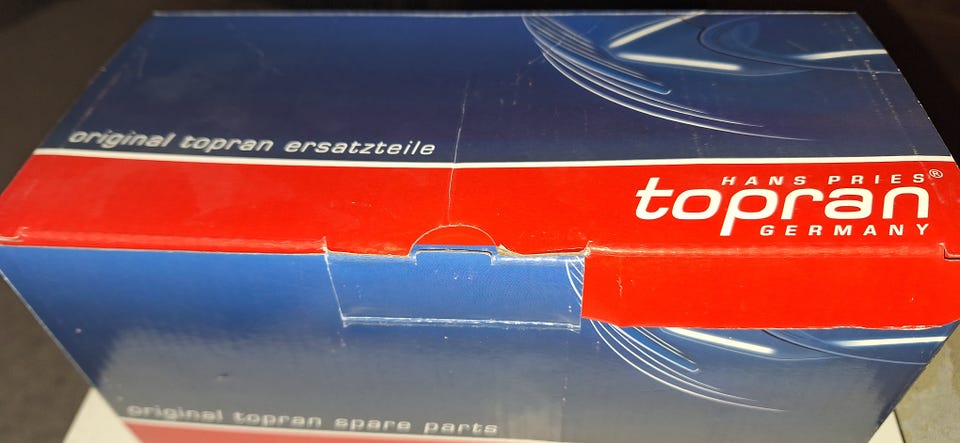 original topran ersatzteile
HANS PRIES®
topran
GERMANY
original topran spare parts